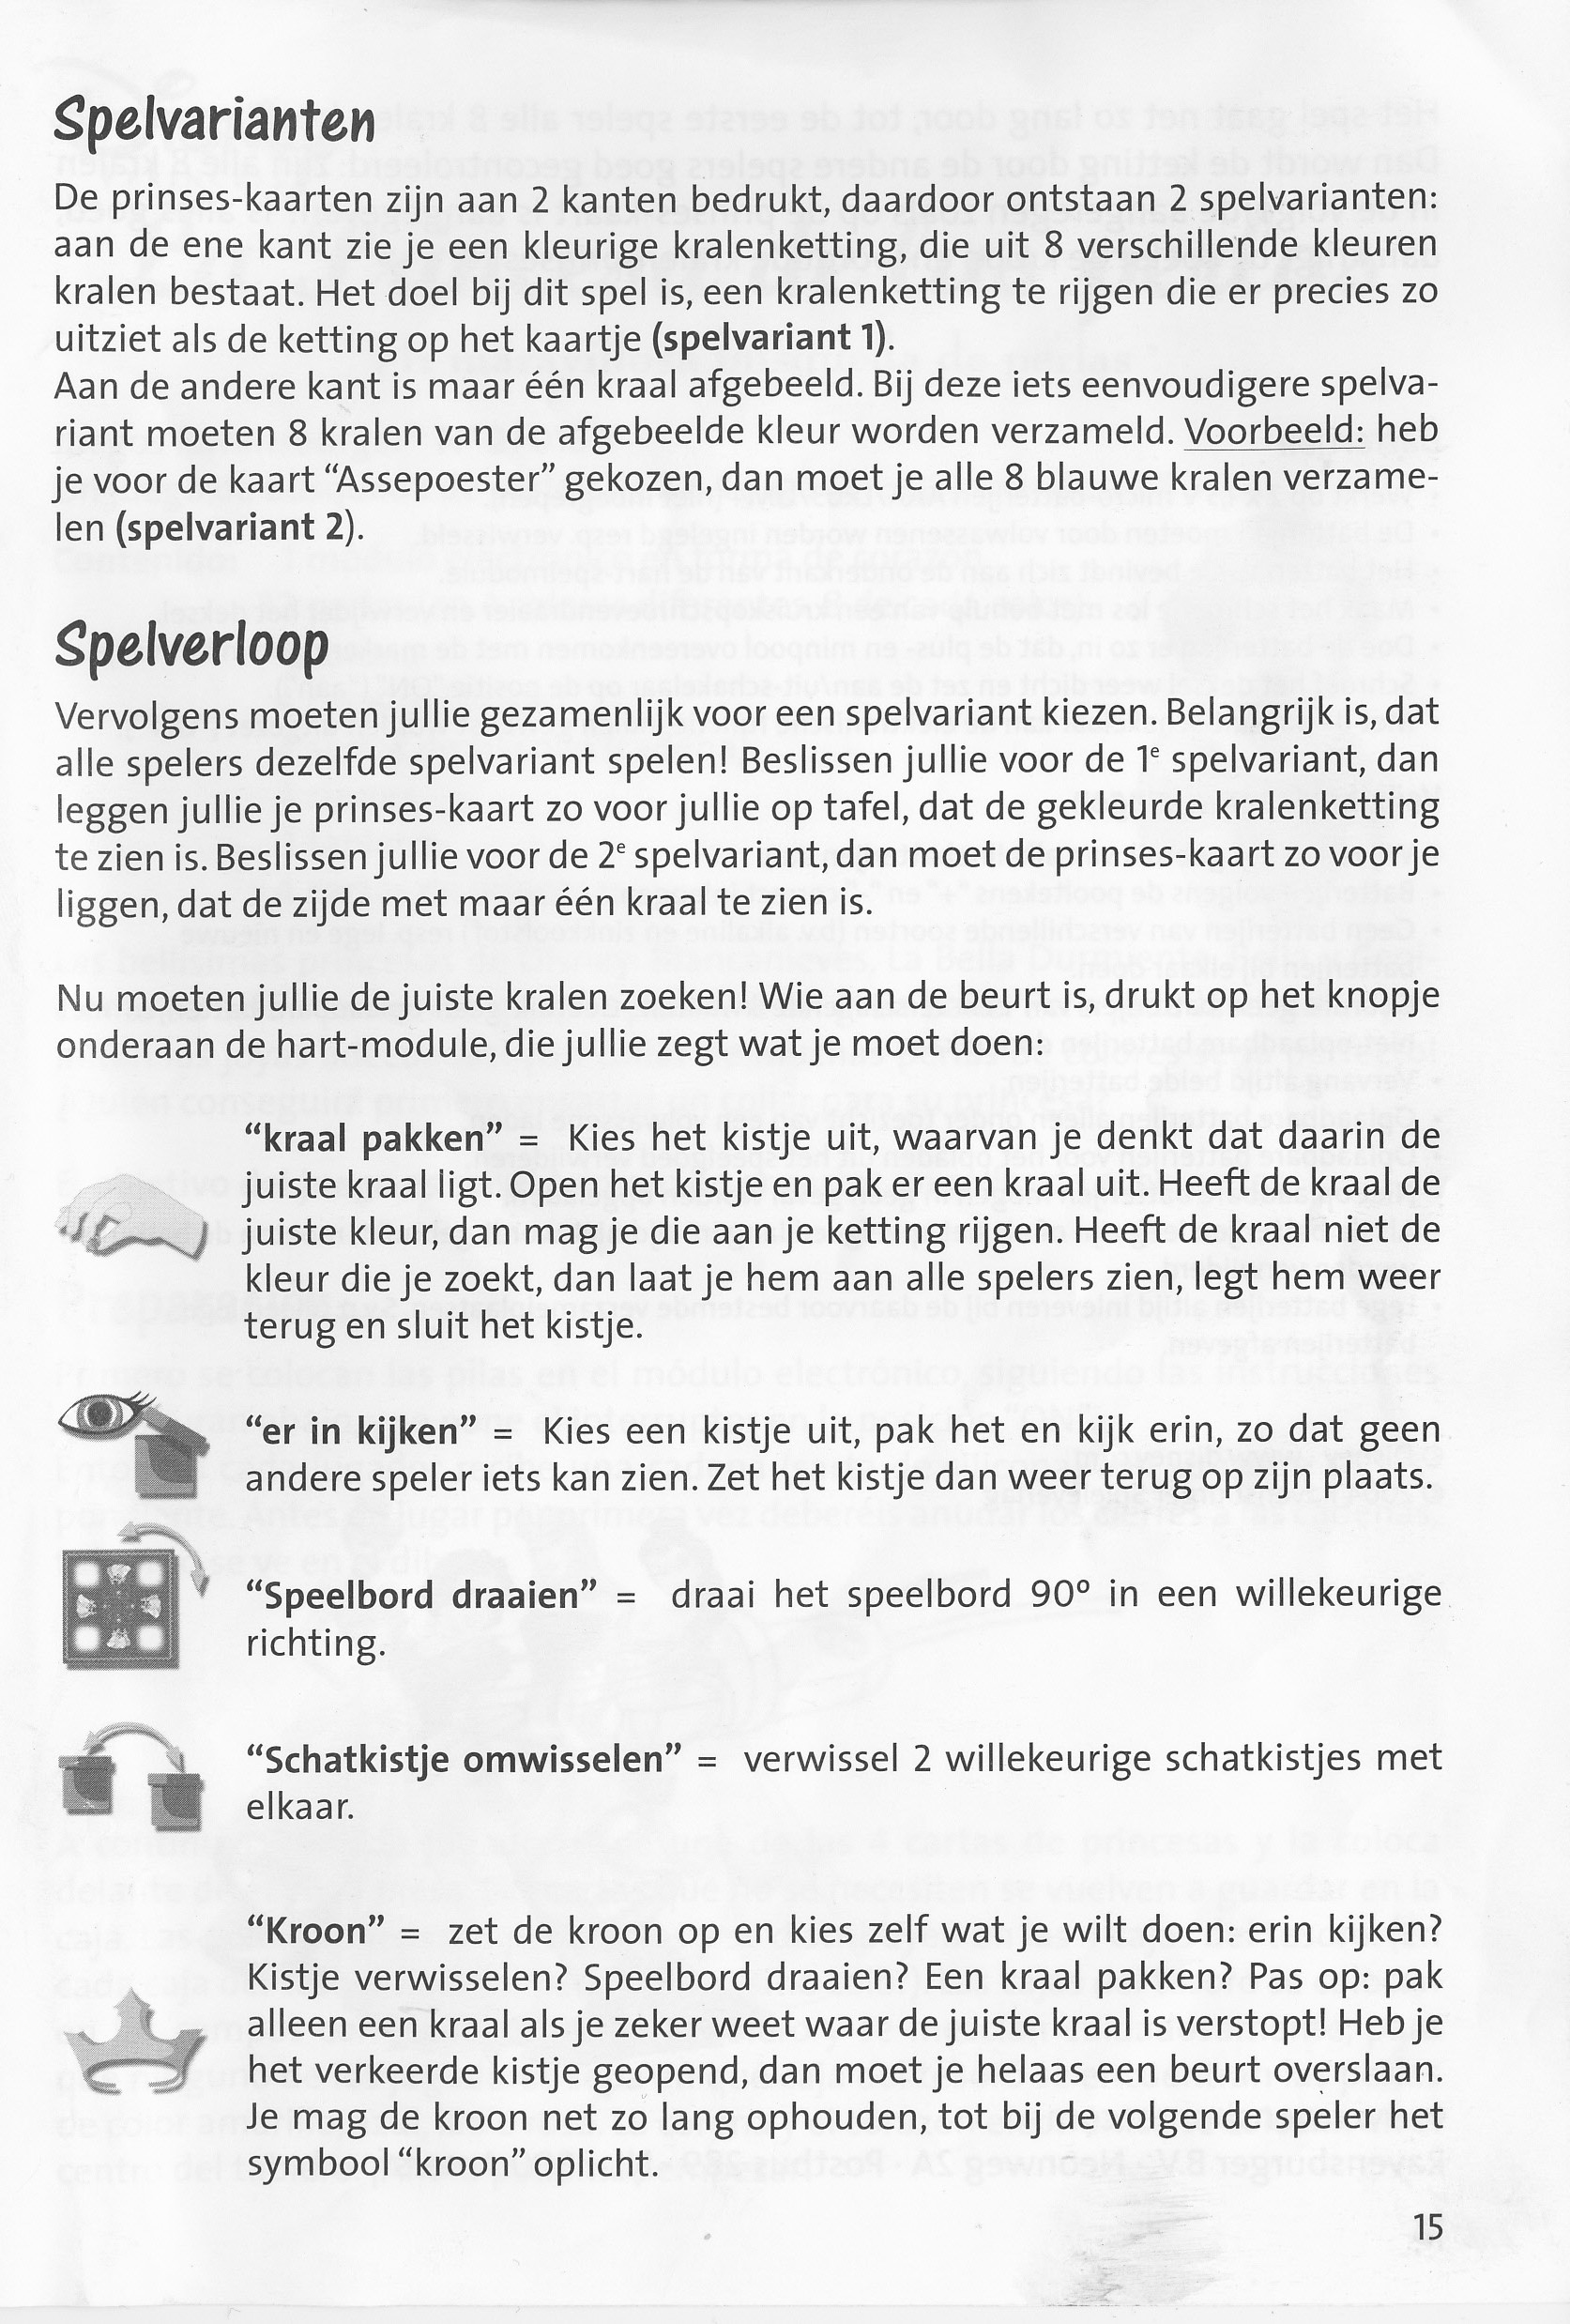 Spelvarianten
De prinses-kaarten zijn aan 2 kanten bedrukt, daardoor ontstaan 2 spelvarianten:
aan de ene kant zie je een kleurige kralenketting, die uit 8 verschillende kleuren
kralen bestaat. Het doel bij dit spel is, een kralenketting te rijgen die er precies zo
uitziet als de ketting op het kaartje (spelvariant 1).
Aan de andere kant is maar één kraal afgebeeld. Bij deze iets eenvoudigere spelva-
riant moeten 8 kralen van de afgebeelde kleur worden verzameld. Voorbeeld: heb
je voor de kaart “Assepoester” gekozen, dan moet je alle 8 blauwe kralen verzame-
len (spelvariant 2).
Spelverloop
Vervolgens moeten jullie gezamenlijk voor een spelvariant kiezen. Belangrijk is, dat
alle spelers dezelfde spelvariant spelen! Beslissen jullie voor de 1e spelvariant, dan
leggen jullie je prinses-kaart zo voor jullie op tafel, dat de gekleurde kralenketting
te zien is. Beslissen jullie voor de 2e spelvariant, dan moet de prinses-kaart zo voor je
liggen, dat de zijde met maar één kraal te zien is.
Nu moeten jullie de juiste kralen zoeken! Wie aan de beurt is, drukt op het knopje
onderaan de hart-module, die jullie zegt wat je moet doen:
“kraal pakken” = Kies het kistje uit, waarvan je denkt dat daarin de
juiste kraal ligt. Open het kistje en pak er een kraal uit. Heeft de kraal de
juiste kleur, dan mag je die aan je ketting rijgen. Heeft de kraal niet de
kleur die je zoekt, dan laat je hem aan alle spelers zien, legt hem weer
terug en sluit het kistje.
“er in kijken” = Kies een kistje uit, pak het en kijk erin, zo dat geen
andere speler iets kan zien. Zet het kistje dan weer terug op zijn plaats.
“Speelbord draaien” = draai het speelbord 90º in een willekeurige
richting.
“Schatkistje omwisselen” = verwissel 2 willekeurige schatkistjes met
elkaar.
“Kroon” = zet de kroon op en kies zelf wat je wilt doen: erin kijken?
Kistje verwisselen? Speelbord draaien? Een kraal pakken? Pas op: pak
alleen een kraal als je zeker weet waar de juiste kraal is verstopt! Heb je
het verkeerde kistje geopend, dan moet je helaas een beurt overslaan.
Je mag de kroon net zo lang ophouden, tot bij de volgende speler het
symbool “kroon” oplicht.
15